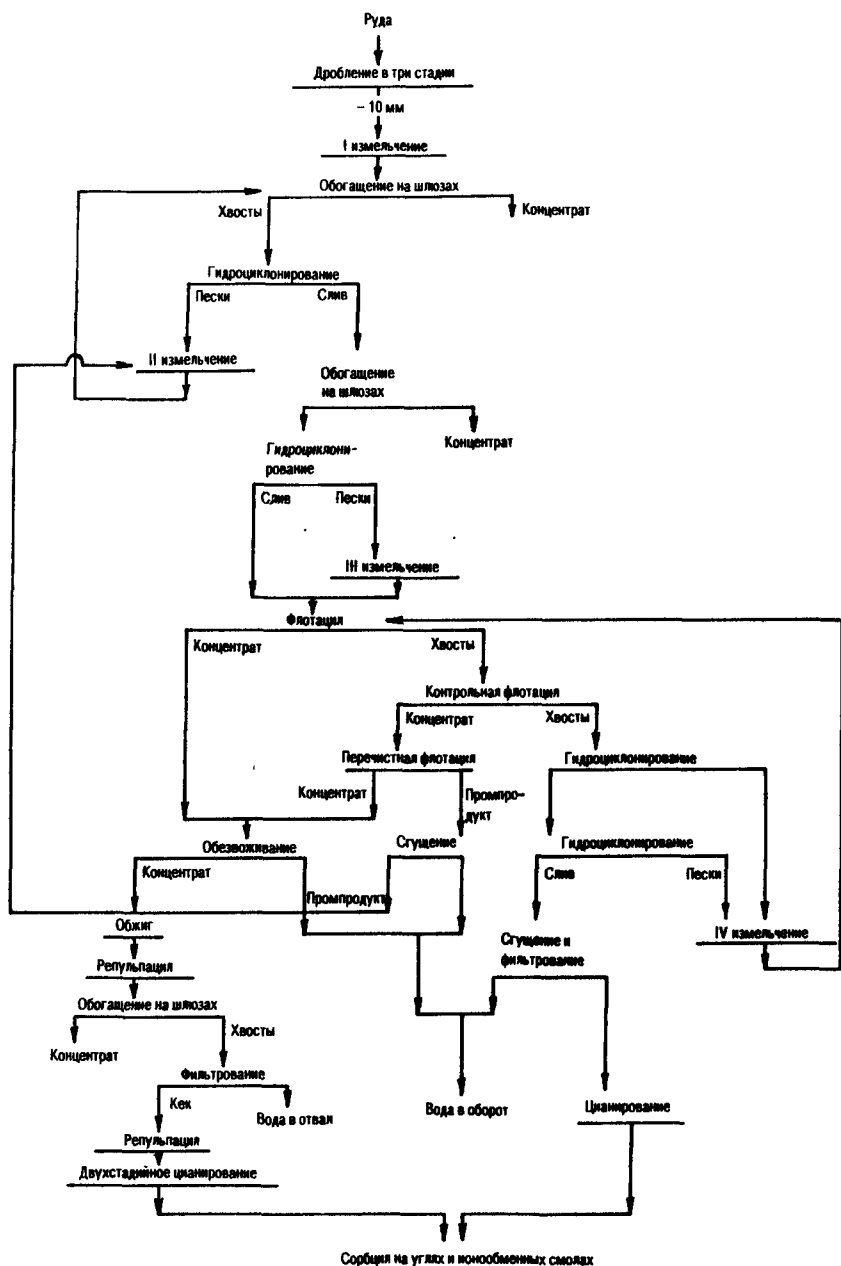 Руда
Дробление в три стадии
– 10 мм
I измельчение
Обогащение на шлюзах
Хвосты
Концентрат
Гидроциклонирование
Пески
Слив
II измельчение
Обогащение
на шлюзах
Концентрат
Гидроциклони-
рование
Слив
Пески
III измельчение
Флотация
Концентрат
Хвосты
Контрольная флотация
Концентрат
Хвосты
Перечистная флотация
Гидроциклонирование
Концентрат
Промпро-
дукт
Обезвоживание
Сгущение
Гидроциклонирование
Концентрат
Слив
Пески
Промпродукт
Обжиг
Сгущение и
фильтрование
IV измельчение
Репульпация
Обогащение на шлюзах
Концентрат
Хвосты
Фильтрование
Кек
Вода в отвал
Вода в оборот
Цианирование
Репульпация
Двухстадийное цианирование
Сорбция на углях и ионообменных смолах